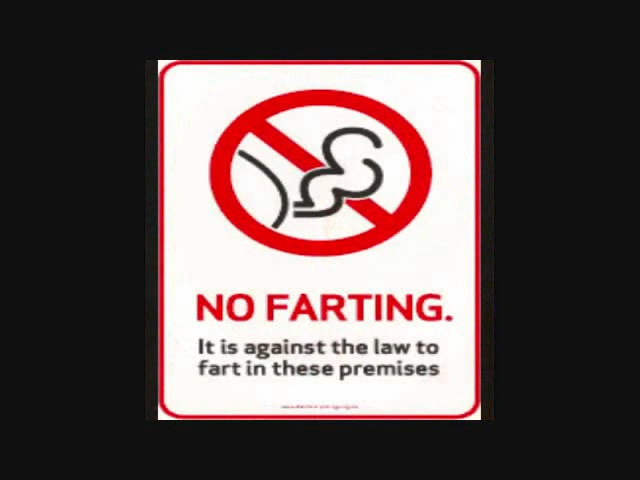 NO FARTING.
It is against the law to
fart in these premises